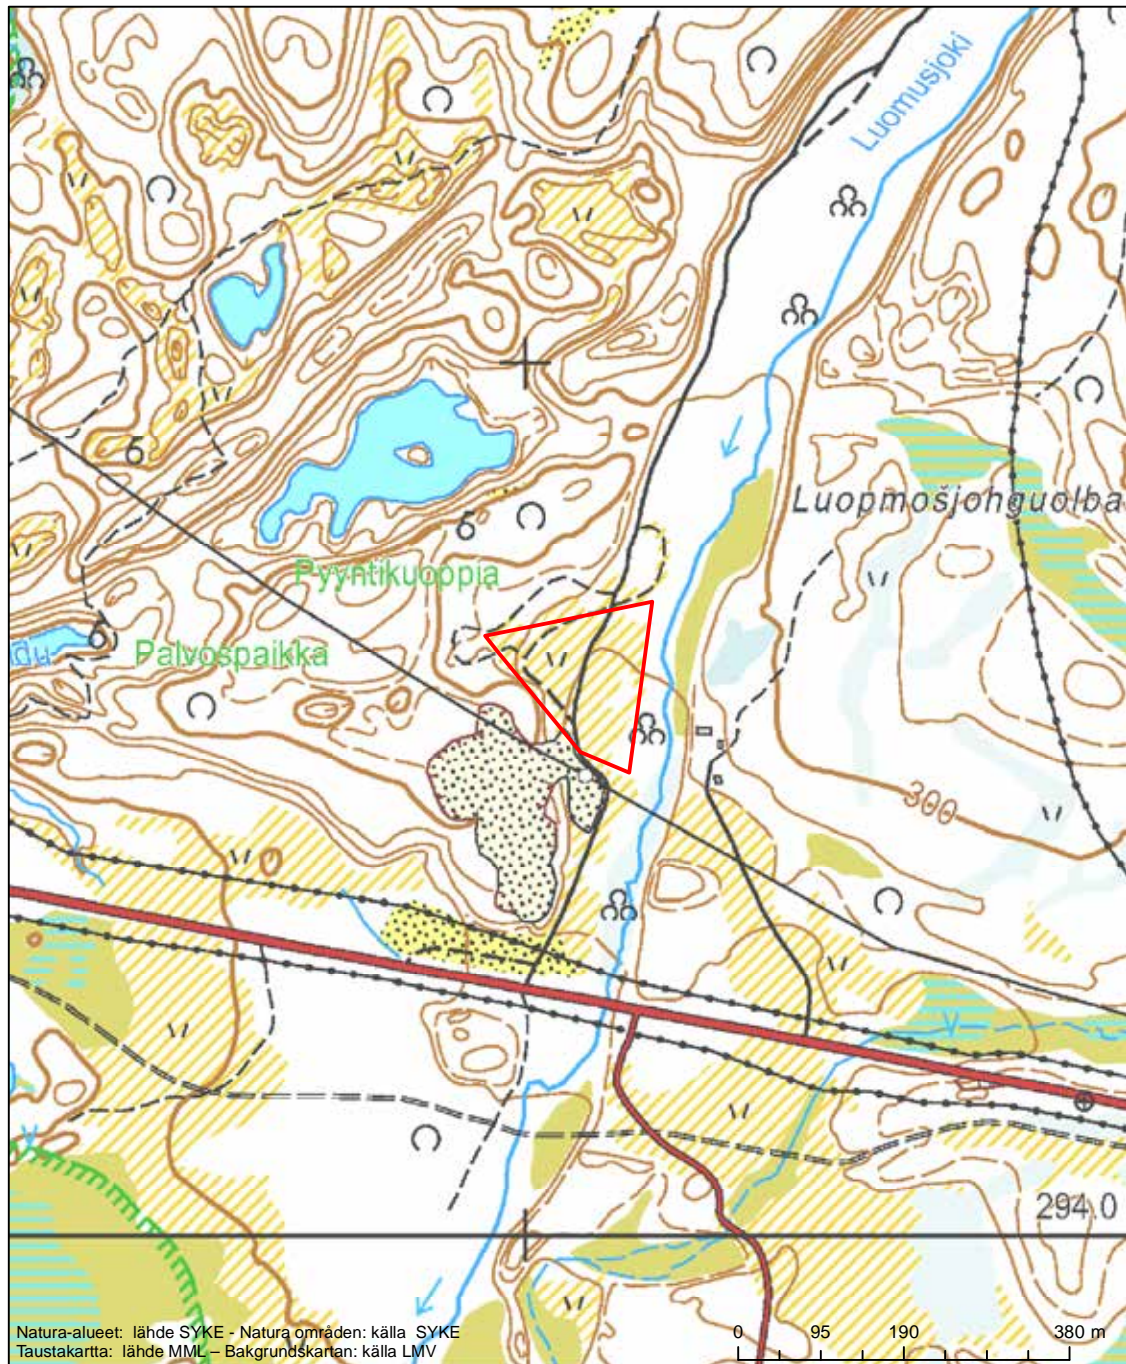 Luomusjoki
Luopmošjohguolba
Pyyntikuoppia
Palvospaikka
du
300
294.0
Natura-alueet: lähde SYKE - Natura områden: källa SYKE
Taustakartta: lähde MML – Bakgrundskartan: källa LMV
0 95 190 380 m